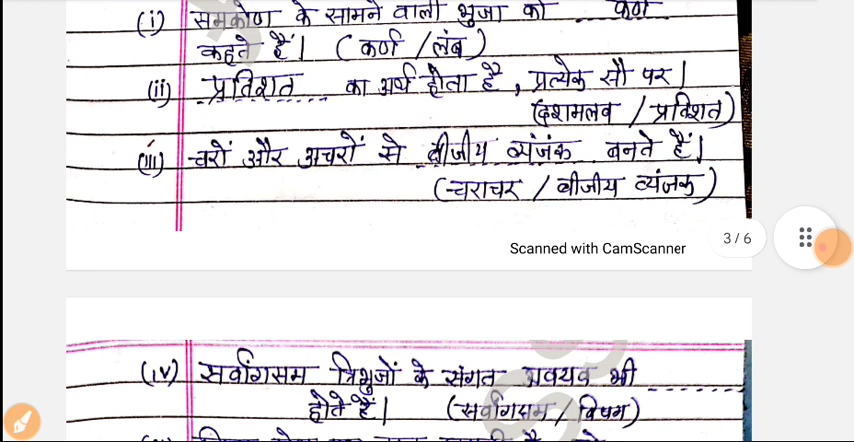 (i) समकोण के सामने वाली भुजा को ...कर्ण
कहते हैं। (कर्ण/लंब)
(ii) प्रतिशत का अर्थ होता है, प्रत्येक सौ पर।
(दशमलव / प्रतिशत)
(iii) चरों और अचरों से बीजीय व्यंजंक बनते हैं।
(चराचर / बीजीय व्यंजक)
3/6
Scanned with CamScanner
(iv) सर्वांगसम त्रिभुजों के संगत अवयव भी ------
होते हैं। (सर्वांगसम/विषम)